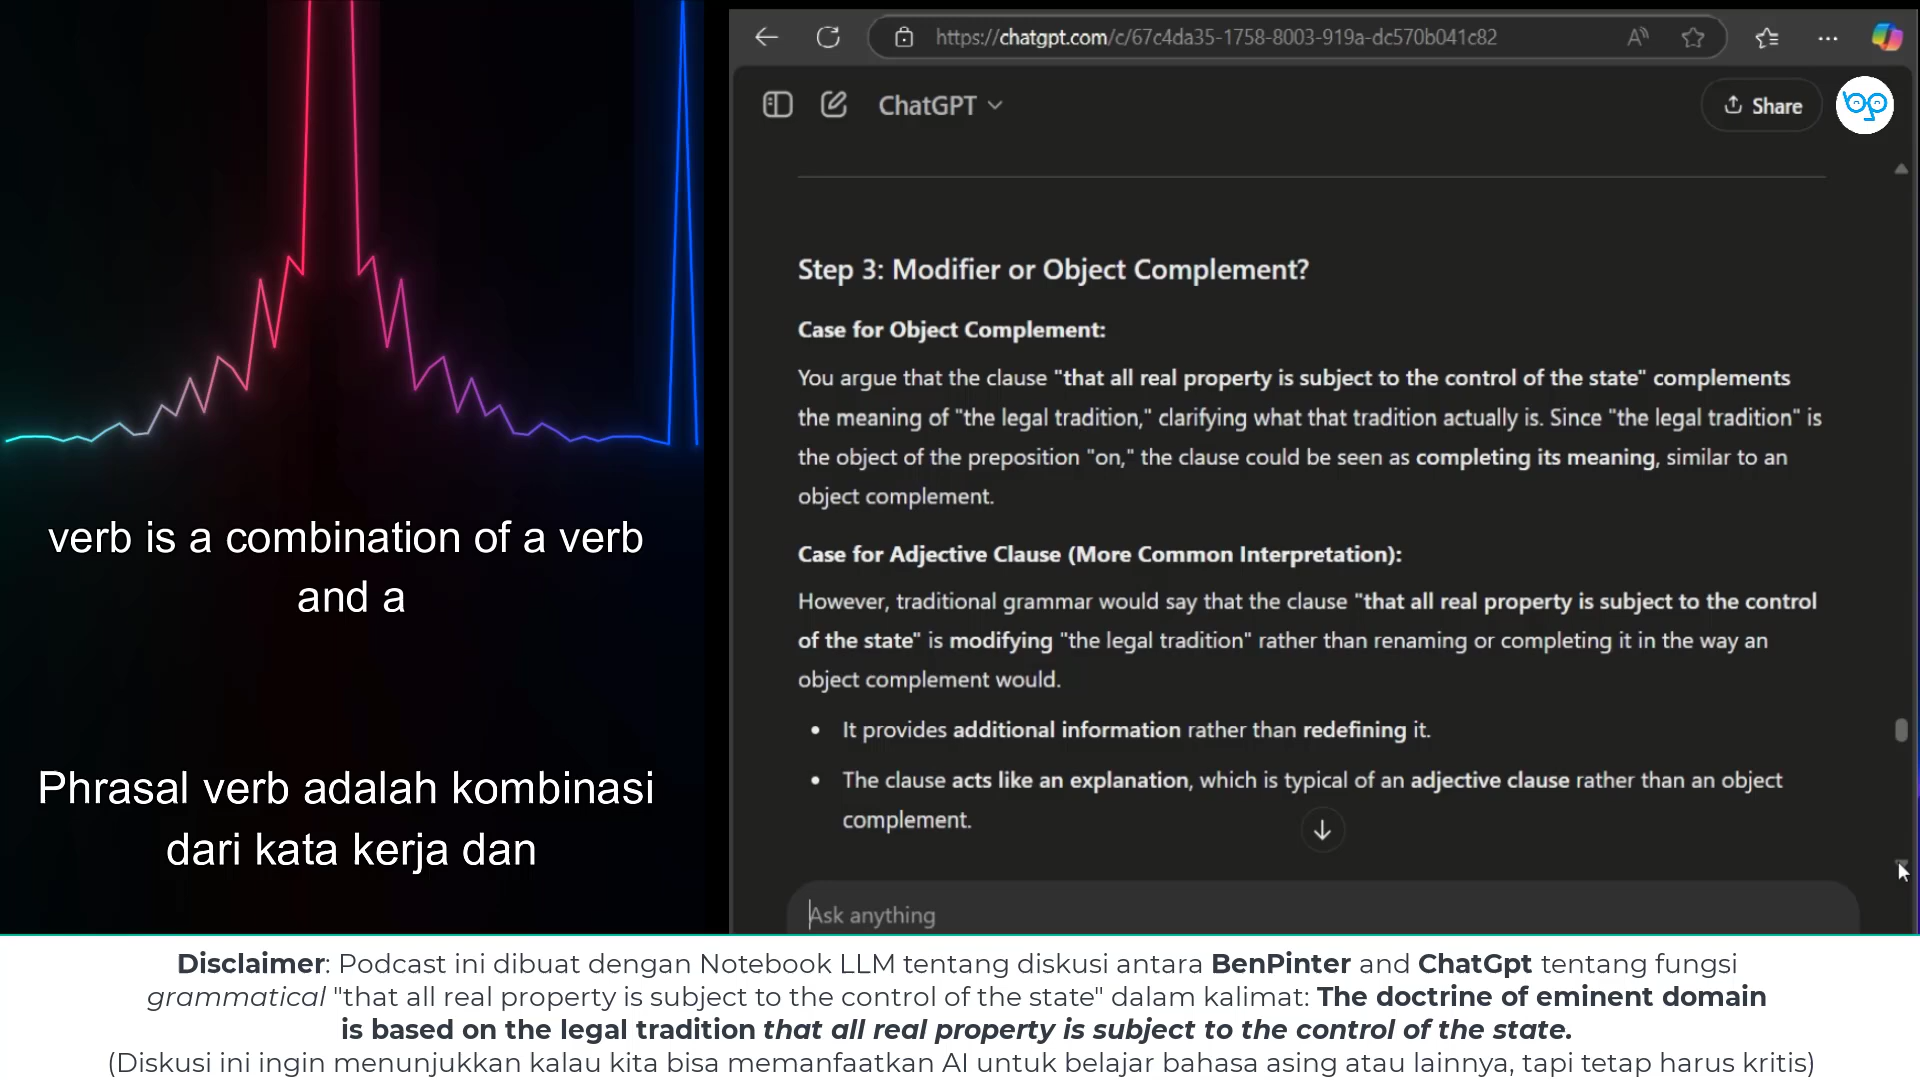 verb is a combination of a verb
and a
Phrasal verb adalah kombinasi
dari kata kerja dan
https://chatgpt.com/c/67c4da35-1758-8003-919a-dc570b041c82
ChatGPT
Share
Step 3: Modifier or Object Complement?
Case for Object Complement:
You argue that the clause "that all real property is subject to the control of the state" complements
the meaning of "the legal tradition," clarifying what that tradition actually is. Since "the legal tradition" is
the object of the preposition "on," the clause could be seen as completing its meaning, similar to an
object complement.
Case for Adjective Clause (More Common Interpretation):
However, traditional grammar would say that the clause "that all real property is subject to the control
of the state" is modifying "the legal tradition" rather than renaming or completing it in the way an
object complement would.
• It provides additional information rather than redefining it.
• The clause acts like an explanation, which is typical of an adjective clause rather than an object
complement.
Ask anything
Disclaimer: Podcast ini dibuat dengan Notebook LLM tentang diskusi antara BenPinter and ChatGpt tentang fungsi
grammatical "that all real property is subject to the control of the state" dalam kalimat: The doctrine of eminent domain
is based on the legal tradition that all real property is subject to the control of the state.
(Diskusi ini ingin menunjukkan kalau kita bisa memanfaatkan AI untuk belajar bahasa asing atau lainnya, tapi tetap harus kritis)